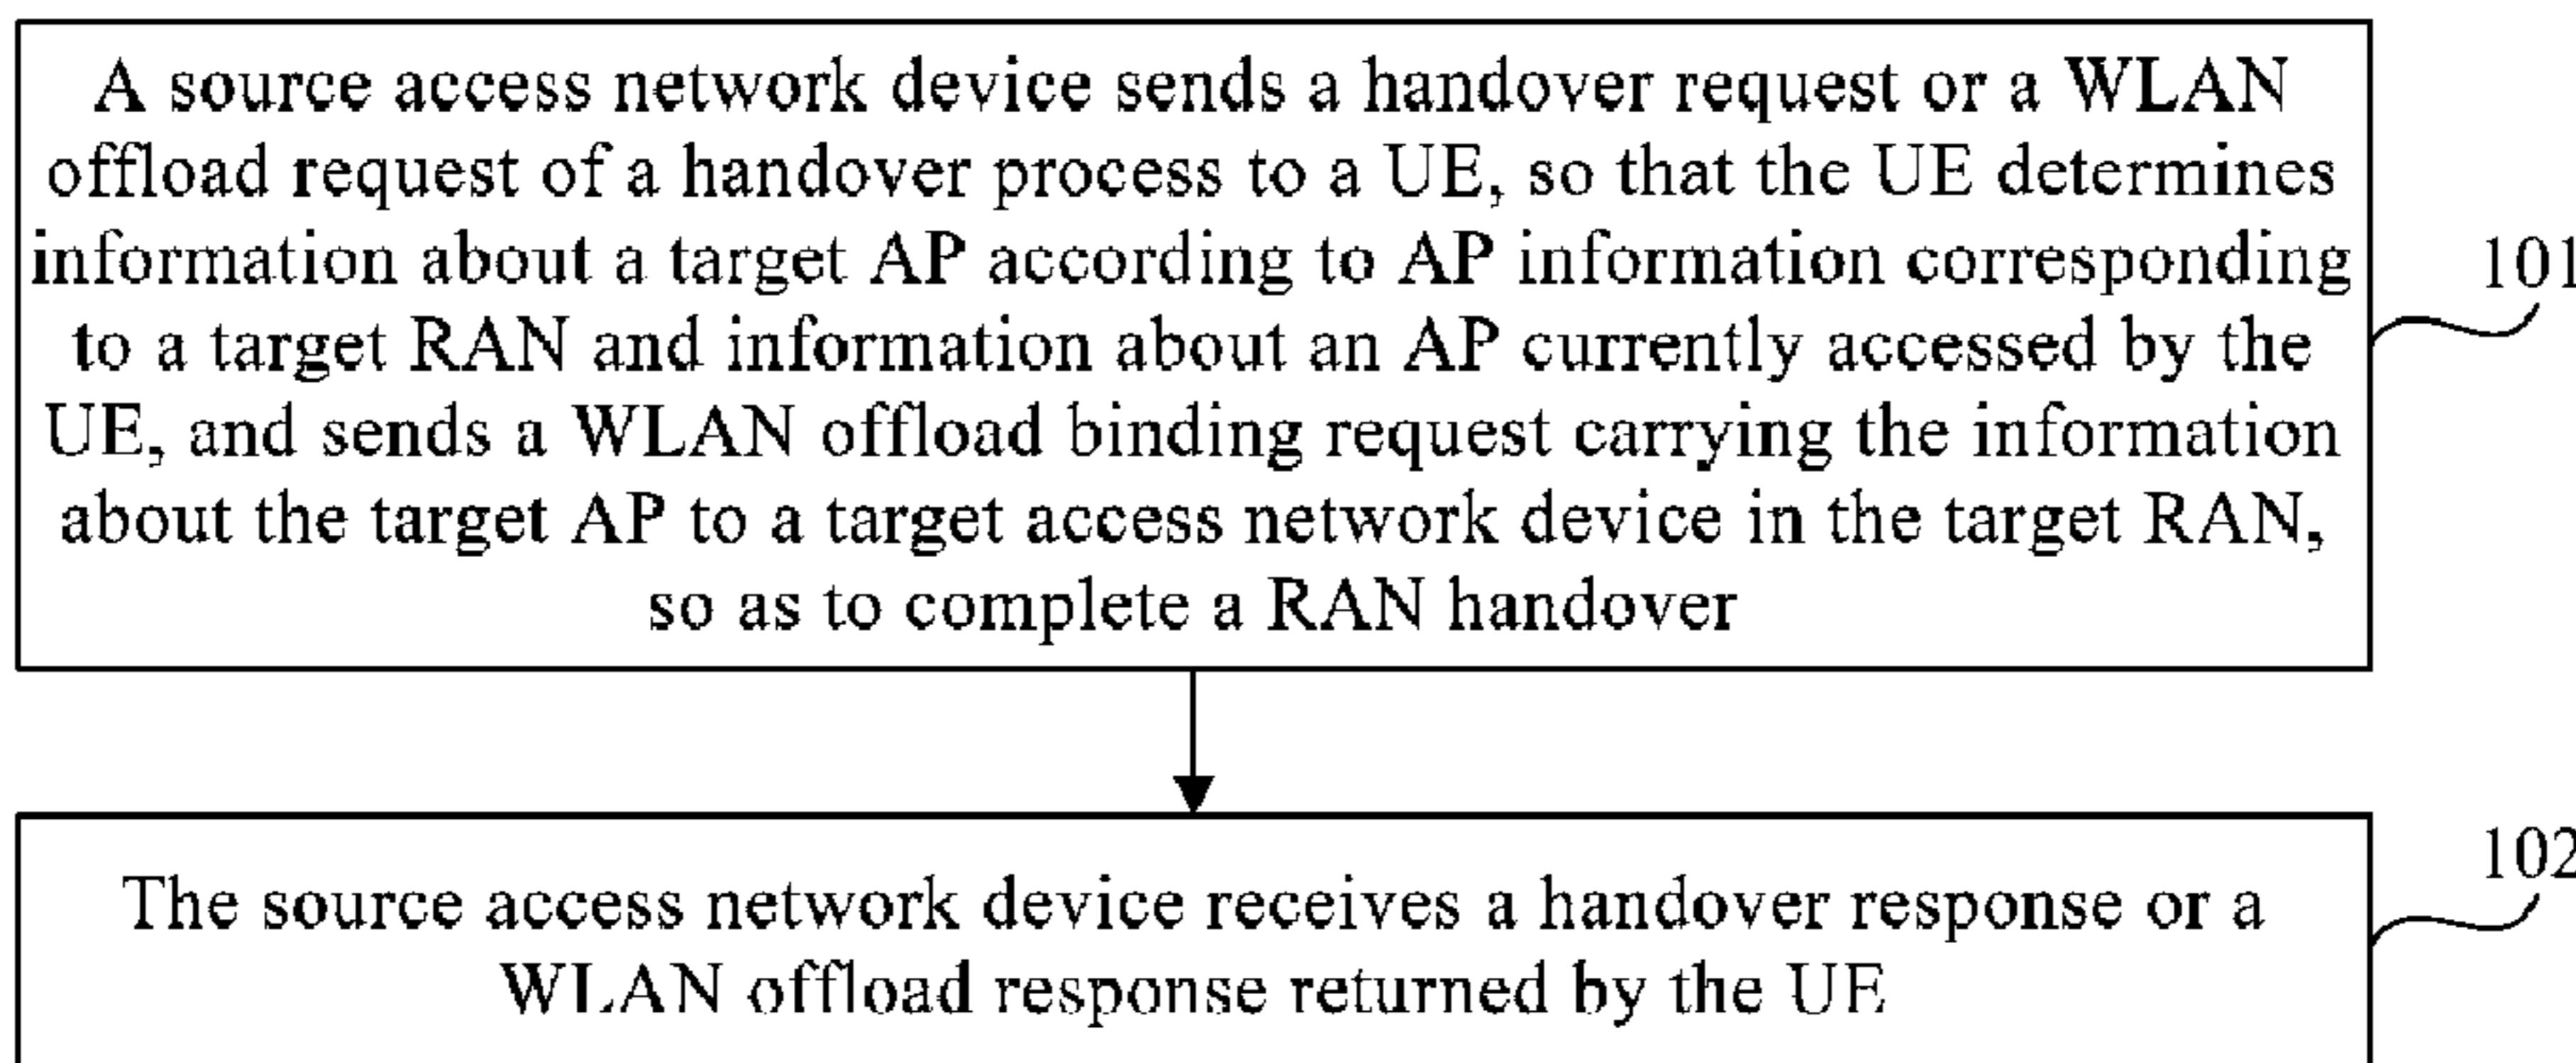 A source access network device sends a handover request or a WLAN
offload request of a handover process to a UE, so that the UE determines
information about a target AP according to AP information corresponding
to a target RAN and information about an AP currently accessed by the
UE, and sends a WLAN offload binding request carrying the information
about the target AP to a target access network device in the target RAN,
so as to complete a RAN handover
101
The source access network device receives a handover response or a
WLAN offload response returned by the UE
102